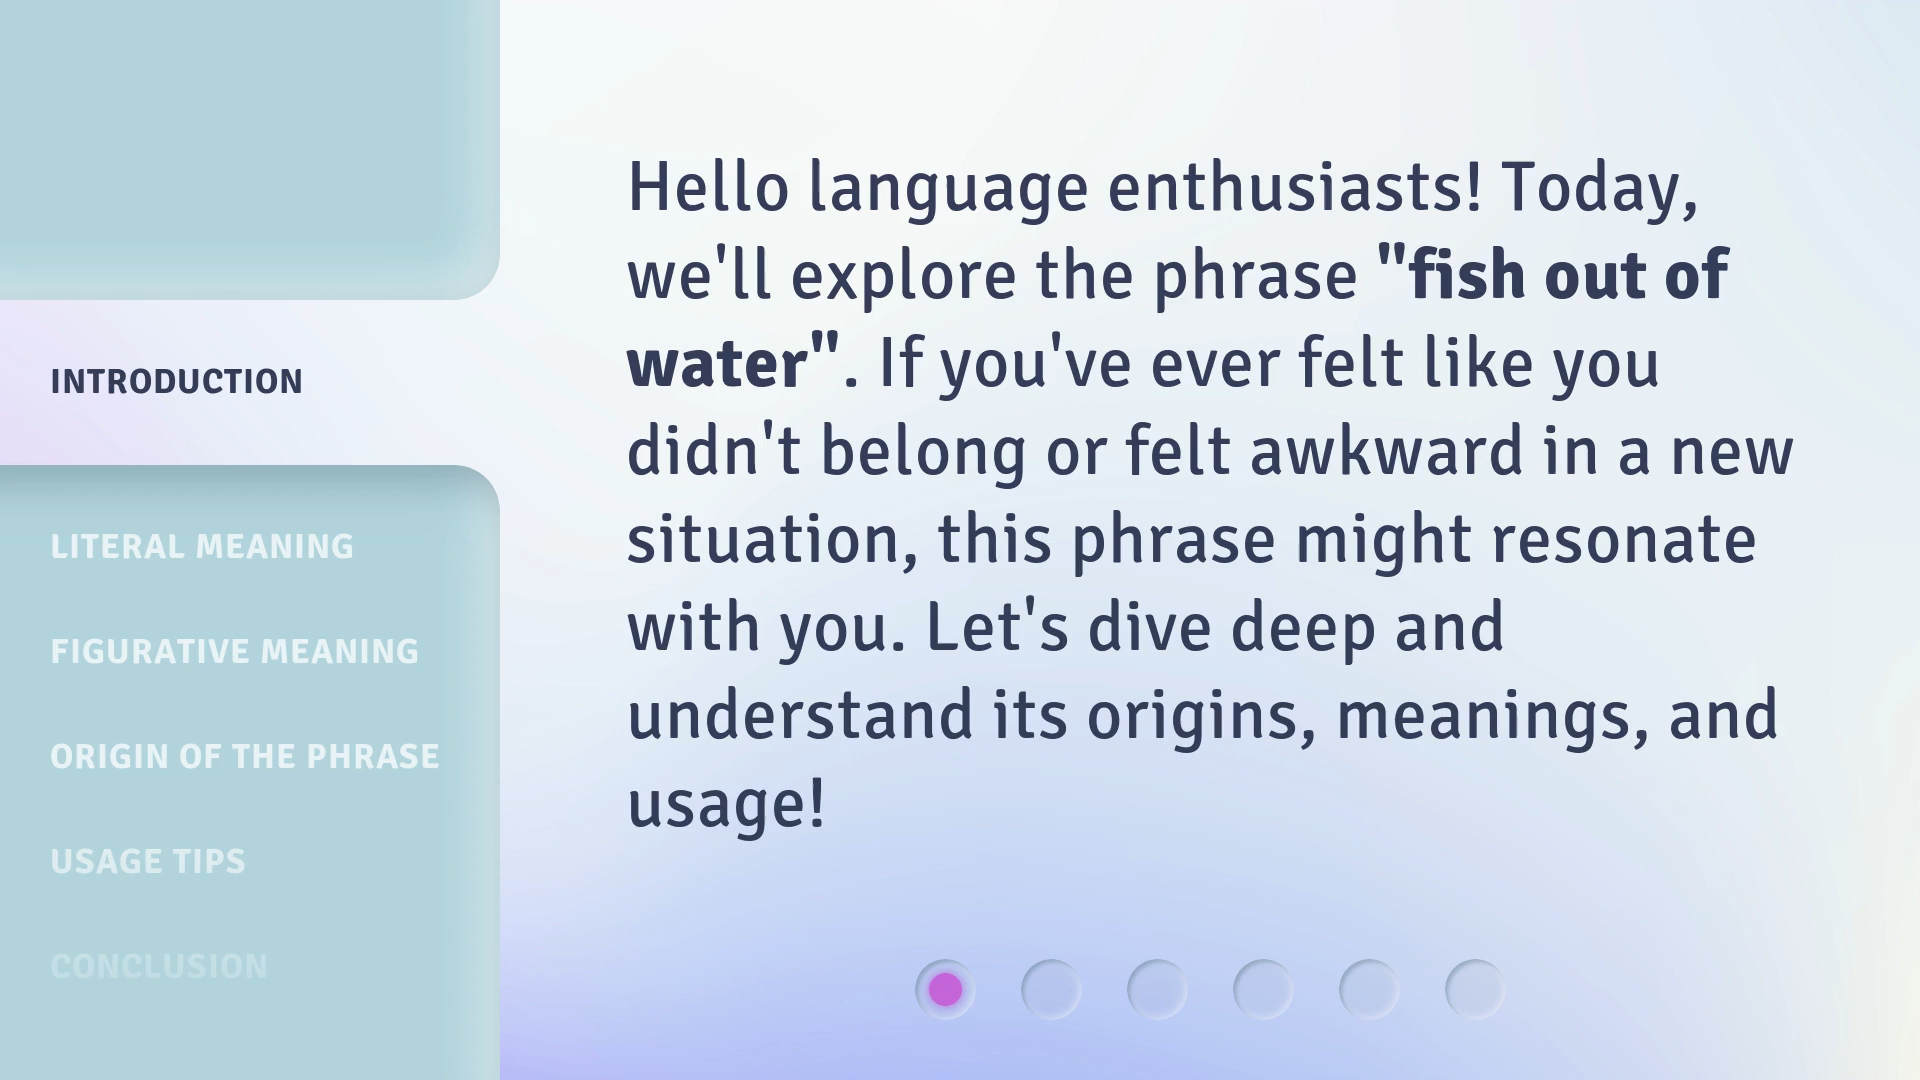 INTRODUCTION
LITERAL MEANING
FIGURATIVE MEANING
ORIGIN OF THE PHRASE
USAGE TIPS
CONCLUSION
Hello language enthusiasts! Today,
we'll explore the phrase "fish out of
water". If you've ever felt like you
didn't belong or felt awkward in a new
situation, this phrase might resonate
with you. Let's dive deep and
understand its origins, meanings, and
usage!